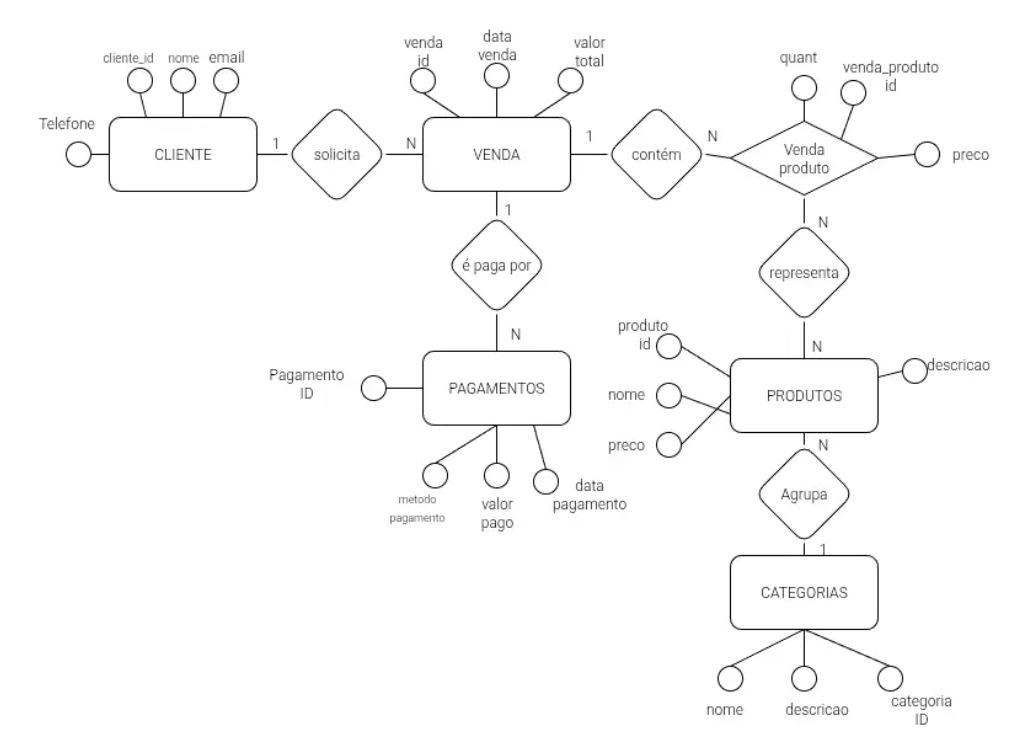 data
venda
venda
id
valor
total
cliente_id
nome
email
quant
venda_produto
id
Telefone
CLIENTE
1
solicita
N
VENDA
1
contém
N
Venda
produto
preco
1
N
é paga por
representa
N
N
produto
id
descricao
Pagamento
ID
PAGAMENTOS
nome
PRODUTOS
preco
N
metodo
pagamento
valor
pago
data
pagamento
Agrupa
1
CATEGORIAS
nome
descricao
categoria
ID